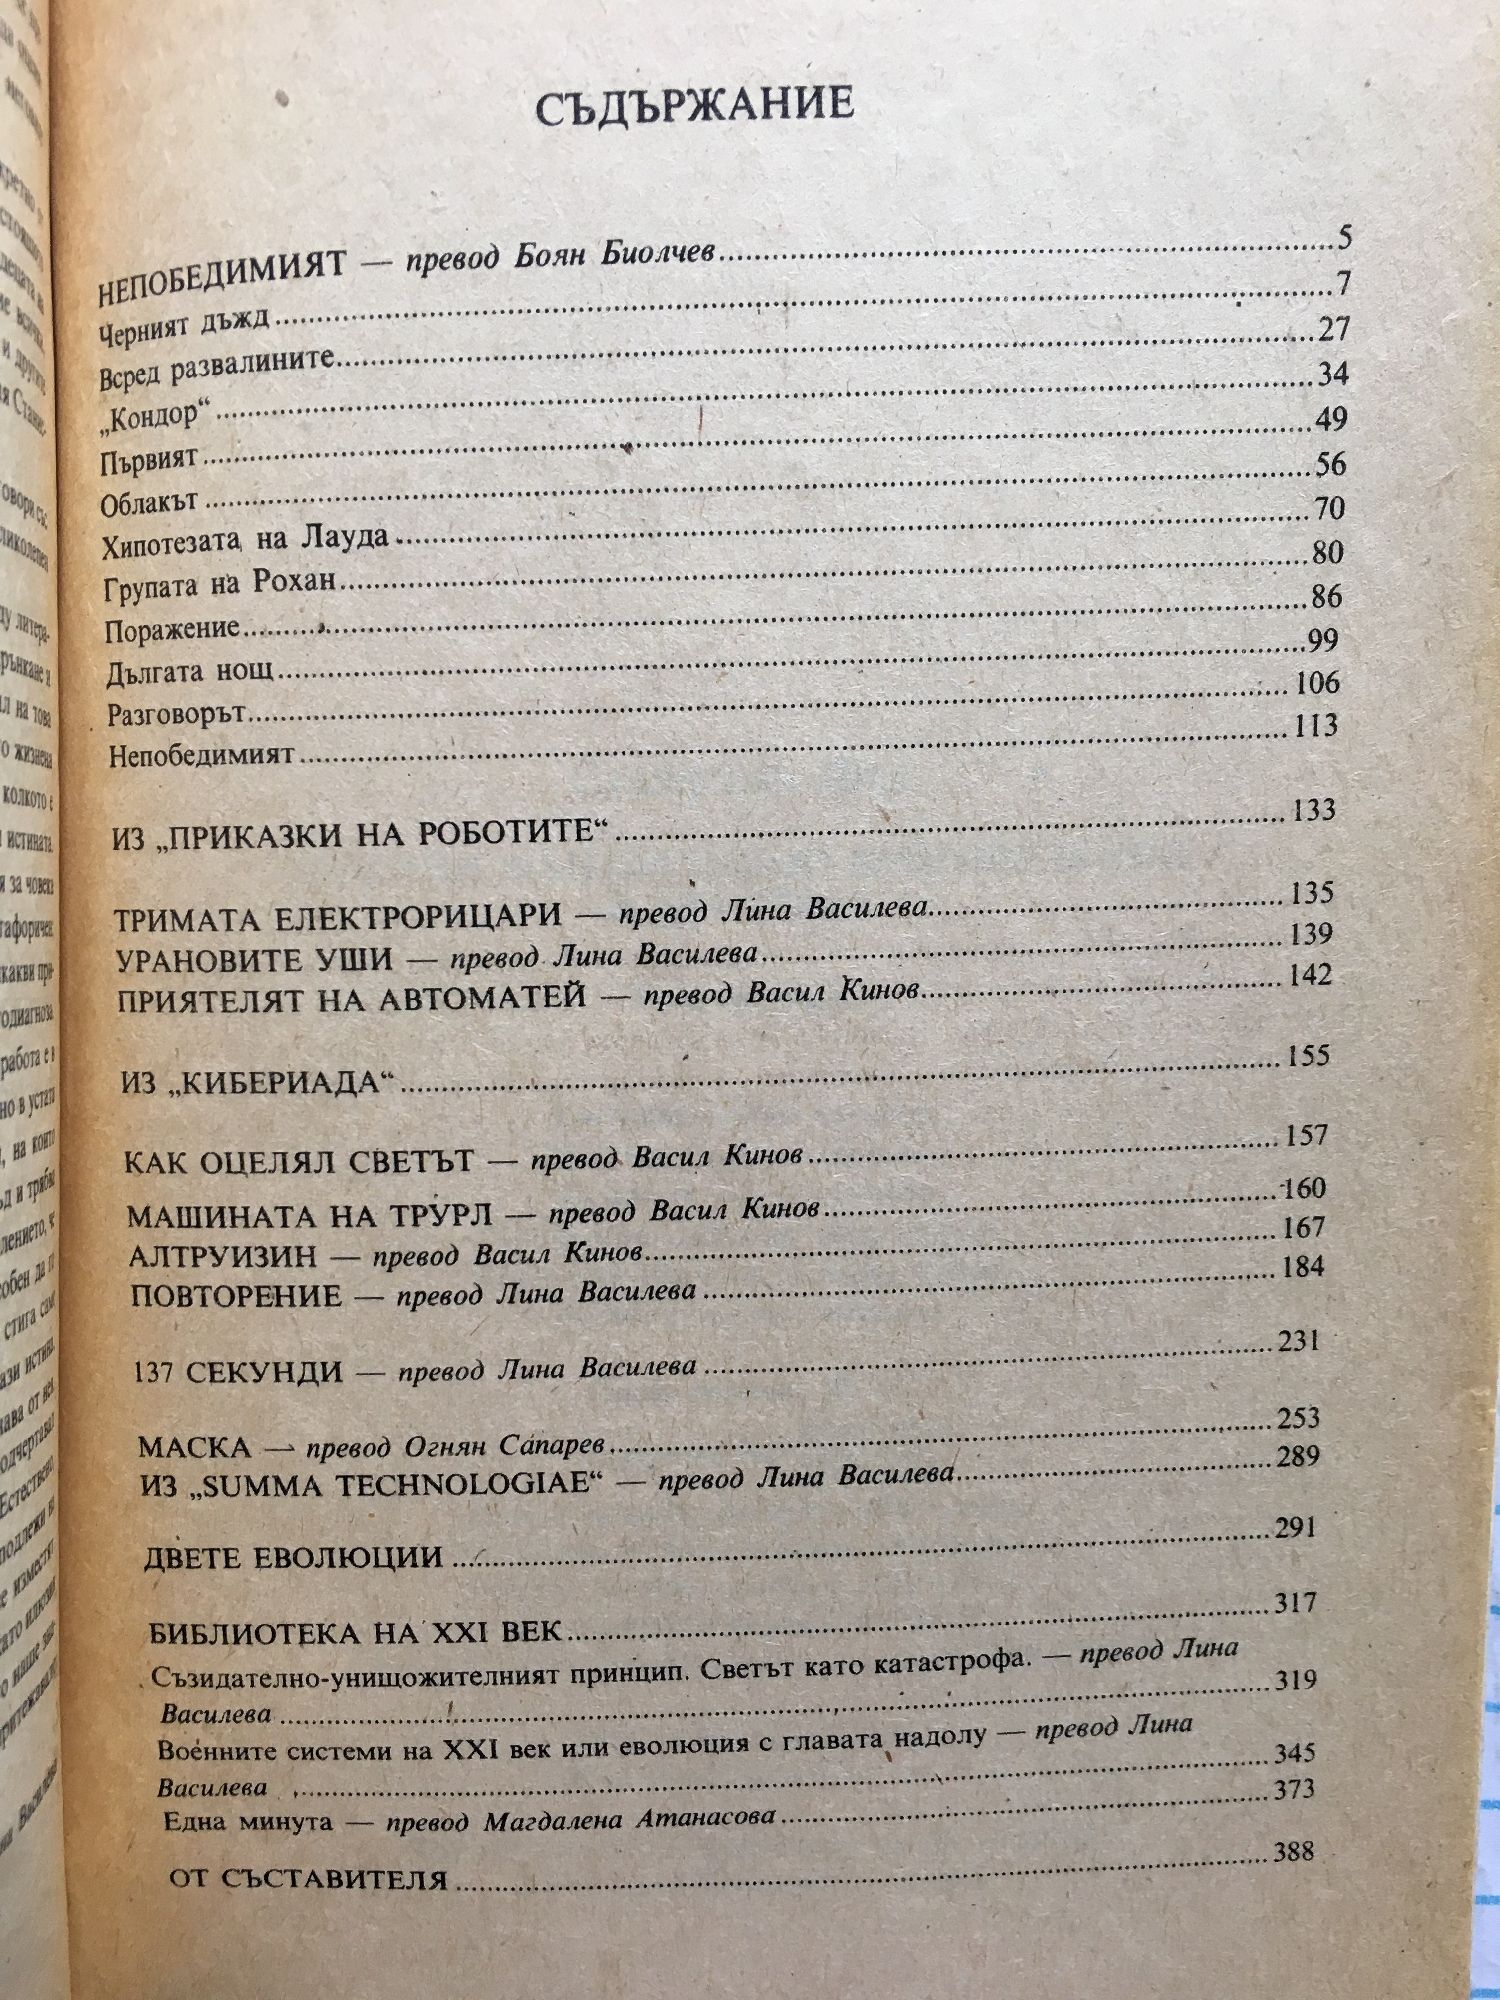 СЪДЪРЖАНИЕ
НЕПОБЕДИМИЯТ — превод Боян Биолчев.....5
Черният дъжд.....7
Всред развалините.....27
„Кондор“.....34
Първият.....49
Облакът.....56
Хипотезата на Лауда.....70
Групата на Рохан.....80
Поражение.....86
Дългата нощ.....99
Разговорът.....106
Непобедимият.....113
ИЗ „ПРИКАЗКИ НА РОБОТИТЕ“.....133
ТРИМАТА ЕЛЕКТРОРИЦАРИ — превод Лина Василева.....135
УРАНОВИТЕ УШИ — превод Лина Василева.....139
ПРИЯТЕЛЯТ НА АВТОМАТЕЙ — превод Васил Кинов.....142
ИЗ „КИБЕРИАДА“.....155
КАК ОЦЕЛЯЛ СВЕТЪТ — превод Васил Кинов.....157
МАШИНАТА НА ТРУРЛ — превод Васил Кинов.....160
АЛТРУИЗИН — превод Васил Кинов.....167
ПОВТОРЕНИЕ — превод Лина Василева.....184
137 СЕКУНДИ — превод Лина Василева.....231
МАСКА — превод Огнян Сапарев.....253
ИЗ „SUMMA TECHNOLOGIAE“ — превод Лина Василева.....289
ДВЕТЕ ЕВОЛЮЦИИ.....291
БИБЛИОТЕКА НА XXI ВЕК.....317
Съзидателно-унищожителният принцип. Светът като катастрофа. — превод Лина
Василева.....319
Военните системи на XXI век или еволюция с главата надолу — превод Лина
Василева.....345
Една минута — превод Магдалена Атанасова.....373
ОТ СЪСТАВИТЕЛЯ.....388